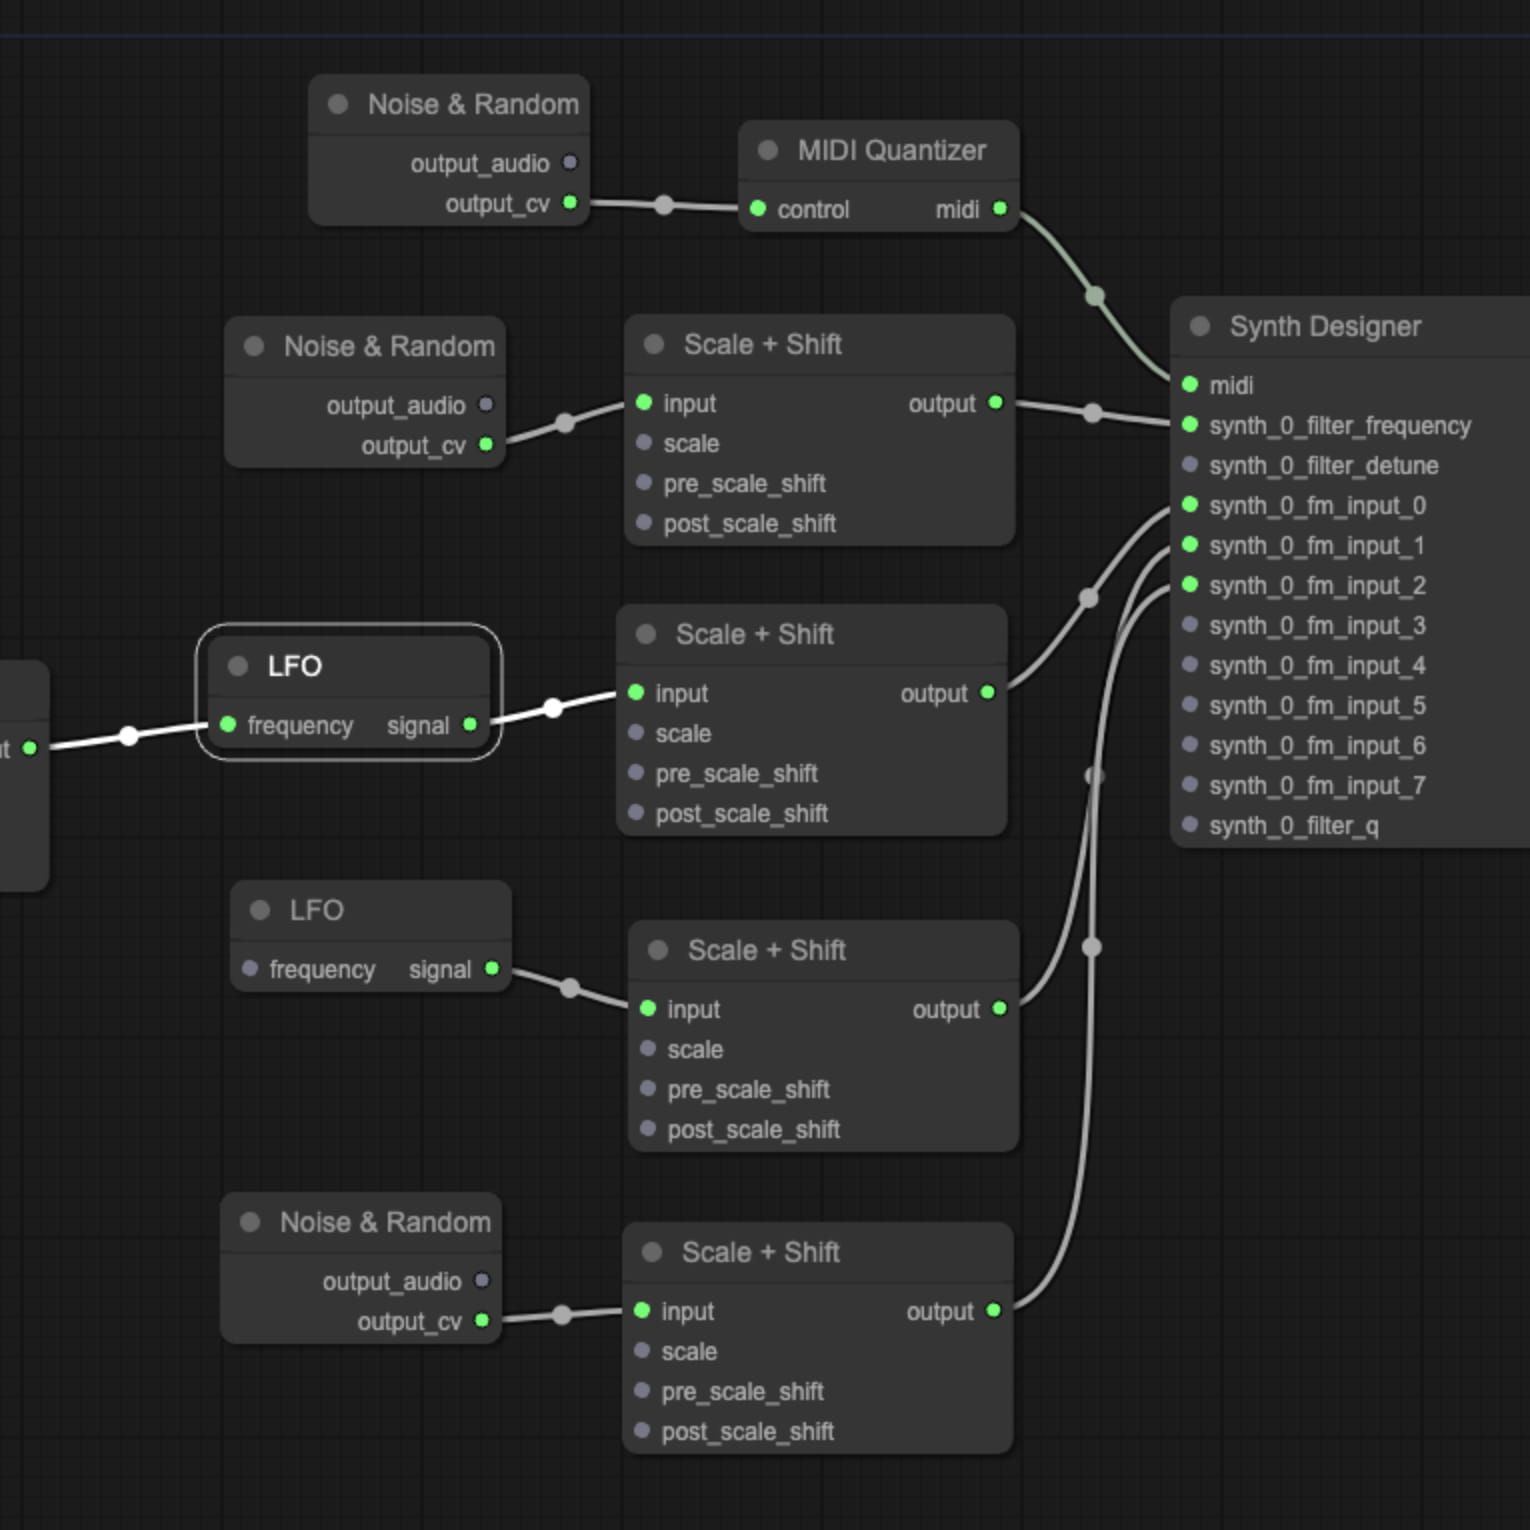 Noise & Random
output_audio
output_cv
MIDI Quantizer
control midi
Noise & Random
output_audio
output_cv
Scale + Shift
input output
scale
pre_scale_shift
post_scale_shift
Synth Designer
midi
synth_0_filter_frequency
synth_0_filter_detune
synth_0_fm_input_0
synth_0_fm_input_1
synth_0_fm_input_2
synth_0_fm_input_3
synth_0_fm_input_4
synth_0_fm_input_5
synth_0_fm_input_6
synth_0_fm_input_7
synth_0_filter_q
LFO
frequency signal
Scale + Shift
input output
scale
pre_scale_shift
post_scale_shift
LFO
frequency signal
Scale + Shift
input output
scale
pre_scale_shift
post_scale_shift
Noise & Random
output_audio
output_cv
Scale + Shift
input output
scale
pre_scale_shift
post_scale_shift